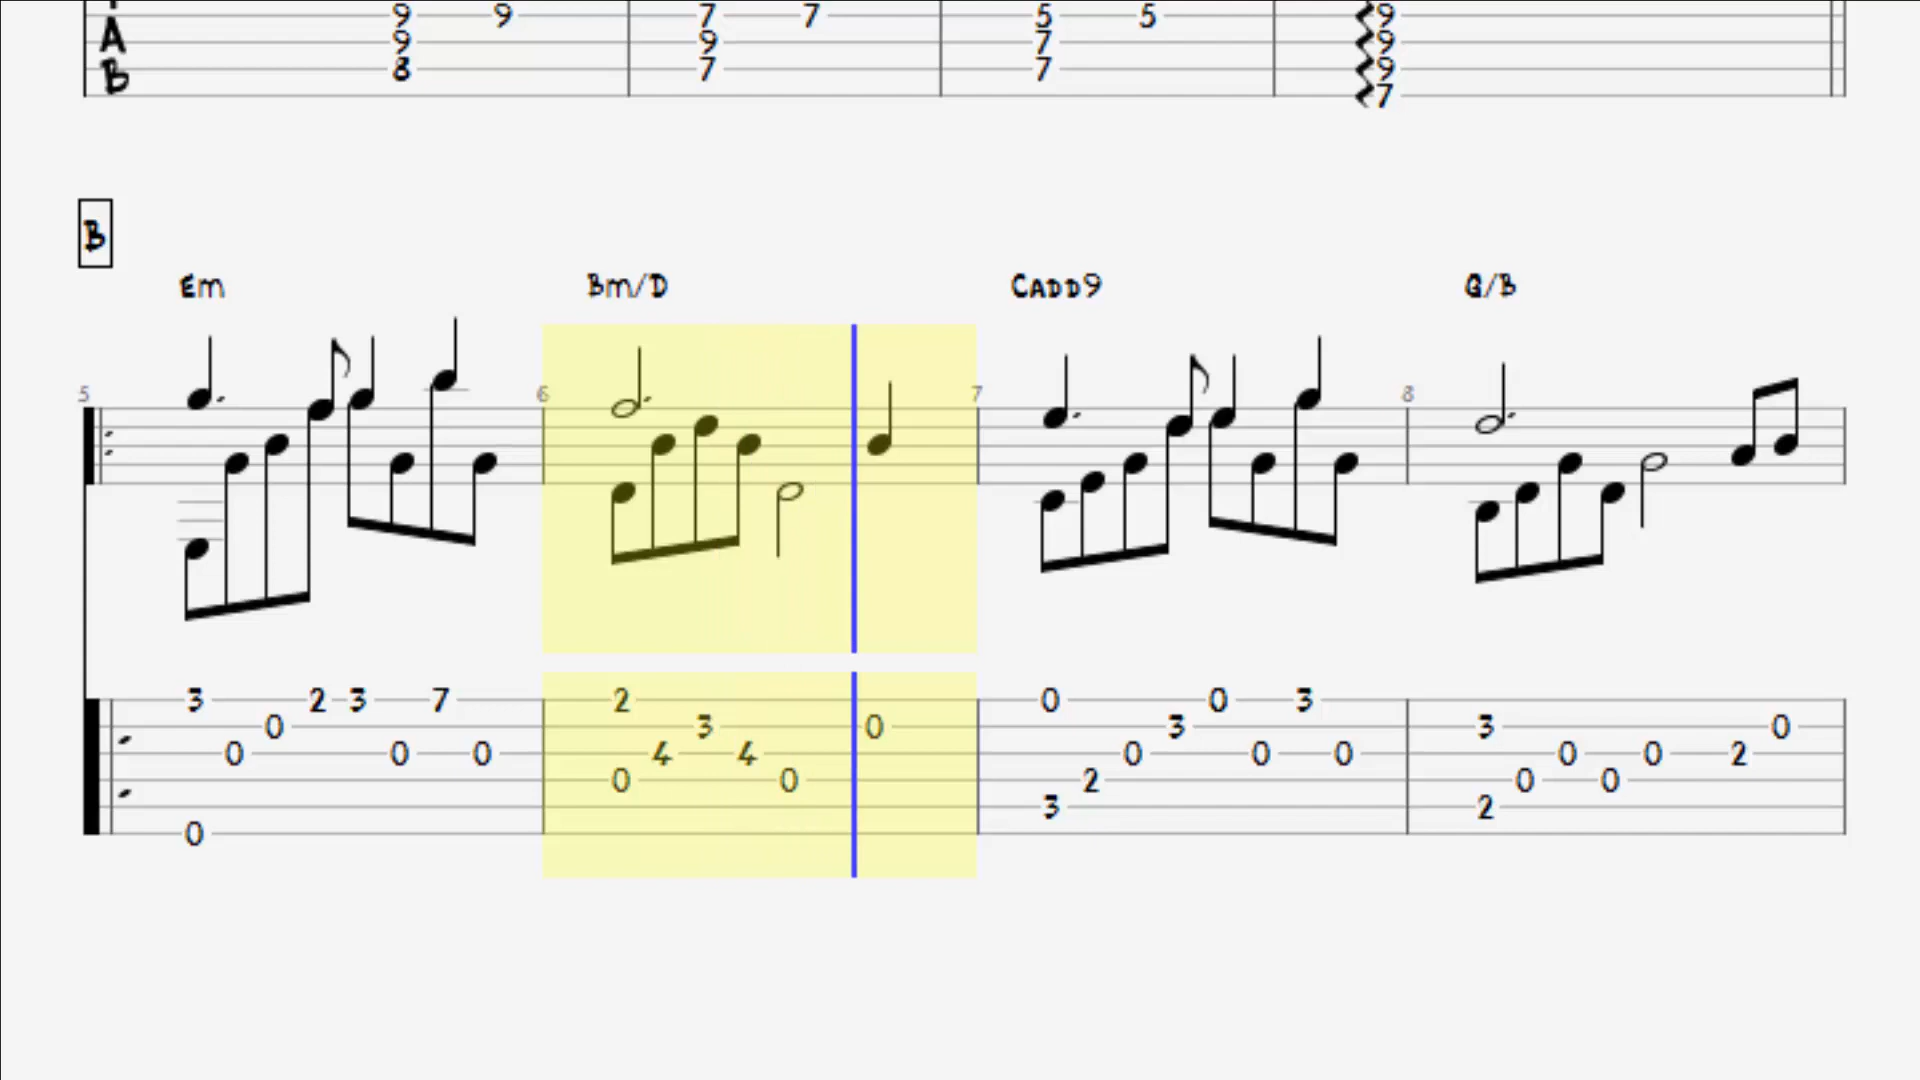 9 9 7 7 5 5 9
A 9 9 7 9
B 8 7 7 9
7
B
Em Bm/D Cadd9 G/B
5 6 7 8
3 2 3 7 2 0 0 3
0 3 0 3 3 0
0 0 0 4 4 0 0 0 0 0 2
0 0 2 0 0
3 2
0